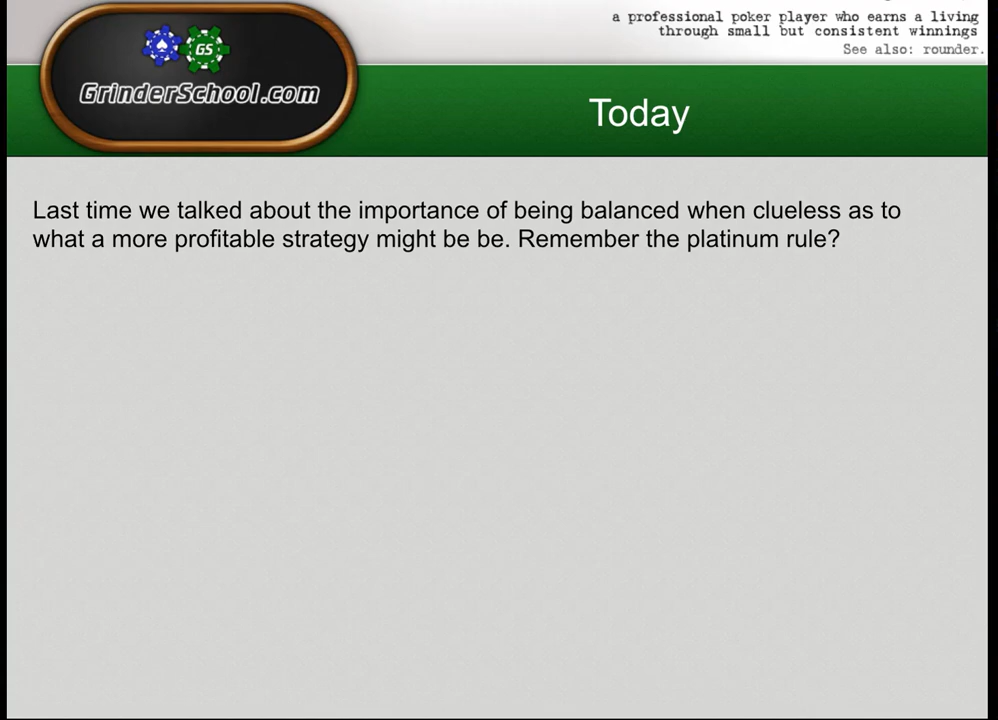 a professional poker player who earns a living
through small but consistent winnings
See also: rounder.
GS
GrinderSchool.com
Today
Last time we talked about the importance of being balanced when clueless as to
what a more profitable strategy might be be. Remember the platinum rule?